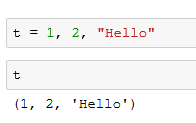 t = 1, 2, "Hello"
t
(1, 2, 'Hello')